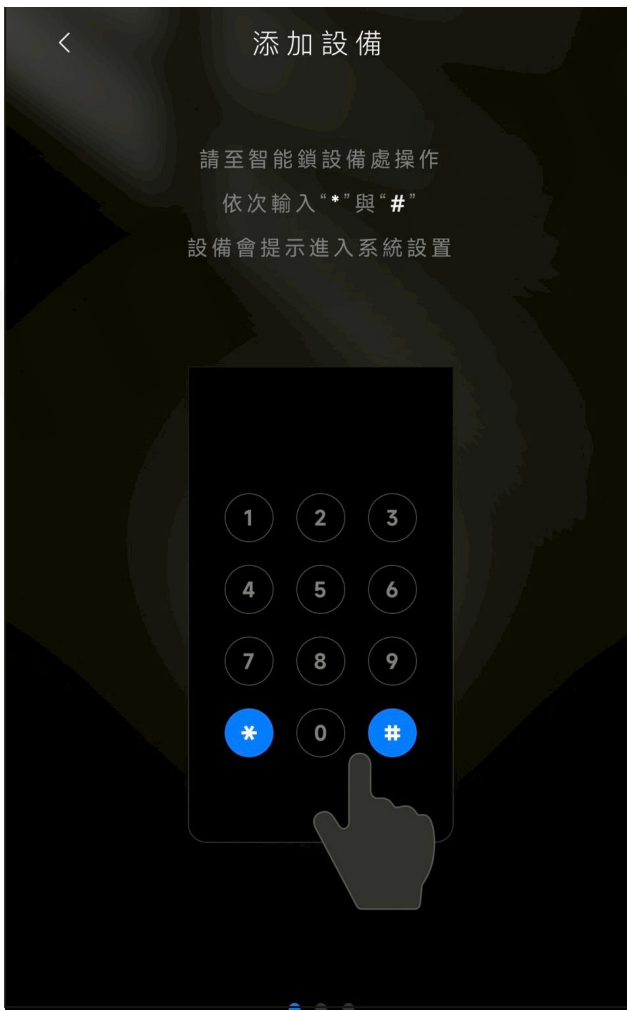 添加設備
請至智能鎖設備處操作
依次輸入“*”與“#”
設備會提示進入系統設置
1 2 3
4 5 6
7 8 9
* 0 #